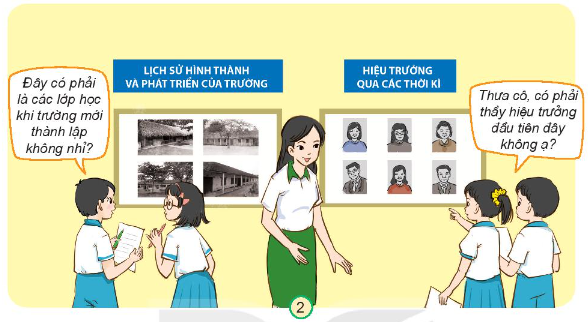 LỊCH SỬ HÌNH THÀNH
VÀ PHÁT TRIỂN CỦA TRƯỜNG
HIỆU TRƯỞNG
QUA CÁC THỜI KÌ
Đây có phải
là các lớp học
khi trường mới
thành lập
không nhỉ?
Thưa cô, có phải
thầy hiệu trưởng
đầu tiên đây
không ạ?
2